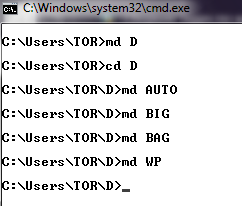 C:\Windows\system32\cmd.exe
C:\Users\TOR>md D
C:\Users\TOR>cd D
C:\Users\TOR\D>md AUTO
C:\Users\TOR\D>md BIG
C:\Users\TOR\D>md BAG
C:\Users\TOR\D>md WP
C:\Users\TOR\D>_